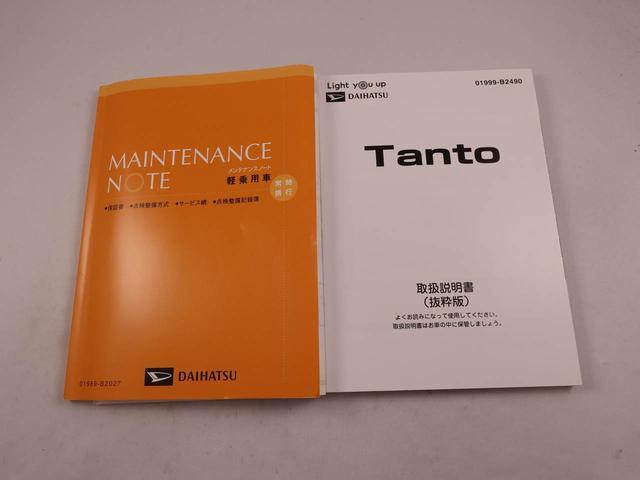 MAINTENANCE
NOTE
メンテナンスノート
軽乗用車
常時
携行
●保証書 ●点検整備方式 ●サービス網 ●点検整備記録簿
01999-B2027
DAIHATSU
Light you up
DAIHATSU
01999-B2490
Tanto
取扱説明書
(抜粋版)
よくお読みになって使用してください。
取扱説明書はお車の中に保管しましょう。